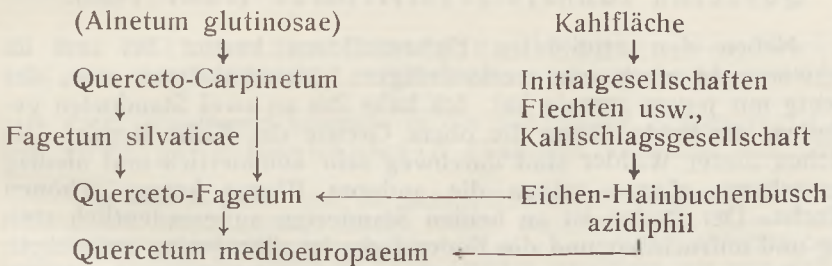 (Alnetum glutinosae) Kahlfläche
Querceto-Carpinetum Initialgesellschaften
Flechten usw.,
Fagetum silvaticae Kahlschlagsgesellschaft
Querceto-Fagetum Eichen-Hainbuchenbusch
azidiphil
Quercetum medioeuropaeum